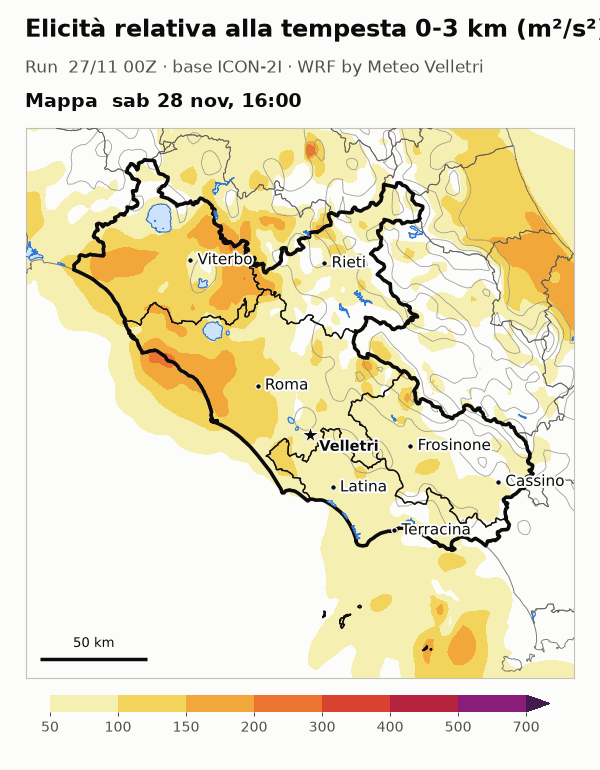 Elicità relativa alla tempesta 0-3 km (m²/s²)
Run  27/11 00Z · base ICON-2I · WRF by Meteo Velletri
Mappa  sab 28 nov, 16:00
Viterbo
Rieti
Roma
Velletri
Frosinone
Cassino
Latina
Terracina
50 km
50 100 150 200 300 400 500 700